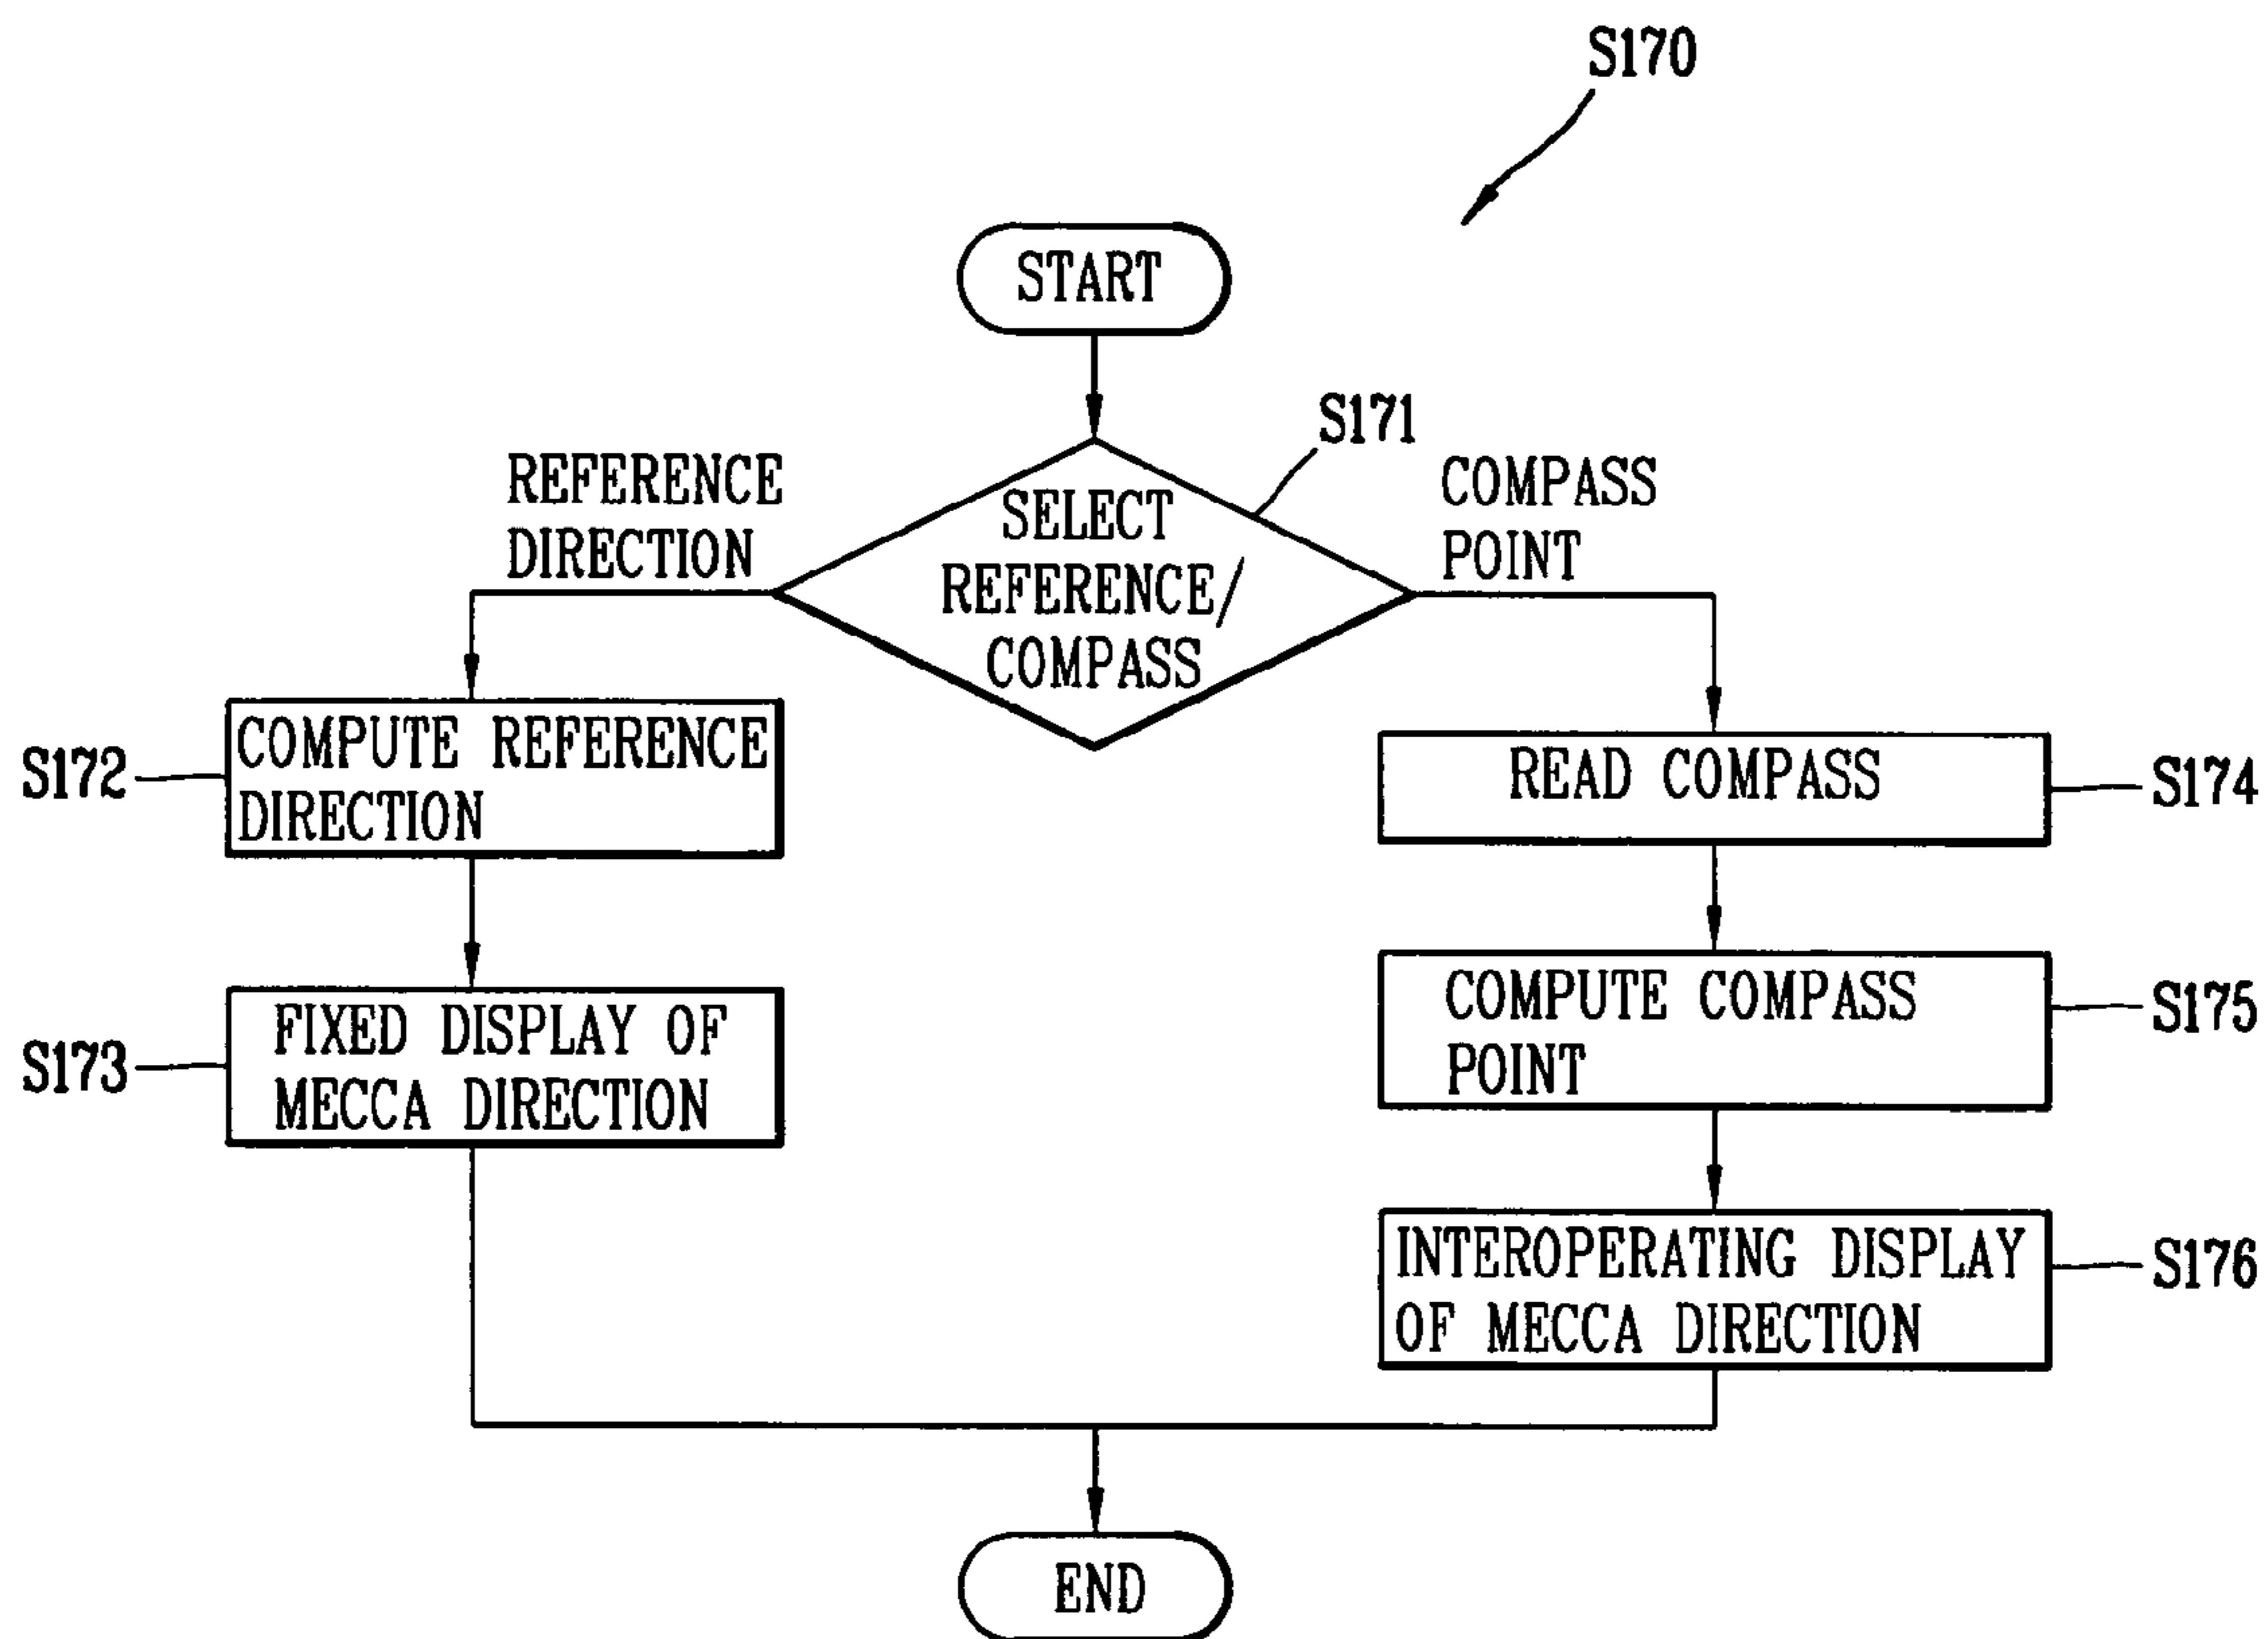 S170
START
S171
SELECT
REFERENCE/
COMPASS
REFERENCE
DIRECTION
COMPASS
POINT
S172
COMPUTE REFERENCE
DIRECTION
S173
FIXED DISPLAY OF
MECCA DIRECTION
READ COMPASS
S174
COMPUTE COMPASS
POINT
S175
INTEROPERATING DISPLAY
OF MECCA DIRECTION
S176
END